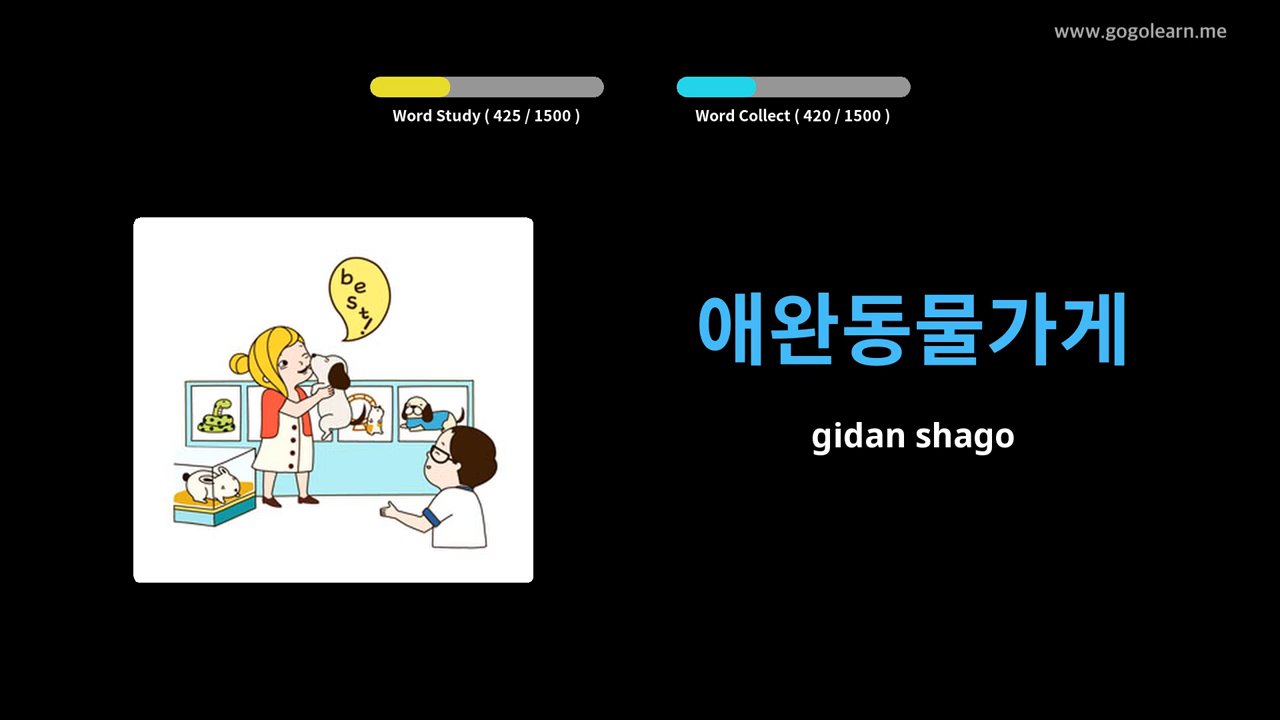 www.gogolearn.me
Word Study ( 425 / 1500 )
Word Collect ( 420 / 1500 )
best!
애완동물가게
gidan shago